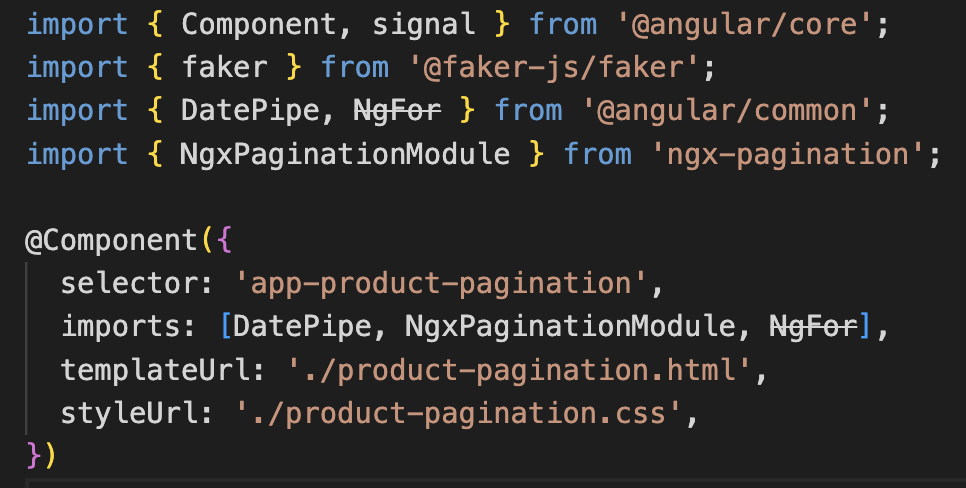 import { Component, signal } from '@angular/core';
import { faker } from '@faker-js/faker';
import { DatePipe, NgFor } from '@angular/common';
import { NgxPaginationModule } from 'ngx-pagination';

@Component({
  selector: 'app-product-pagination',
  imports: [DatePipe, NgxPaginationModule, NgFor],
  templateUrl: './product-pagination.html',
  styleUrl: './product-pagination.css',
})